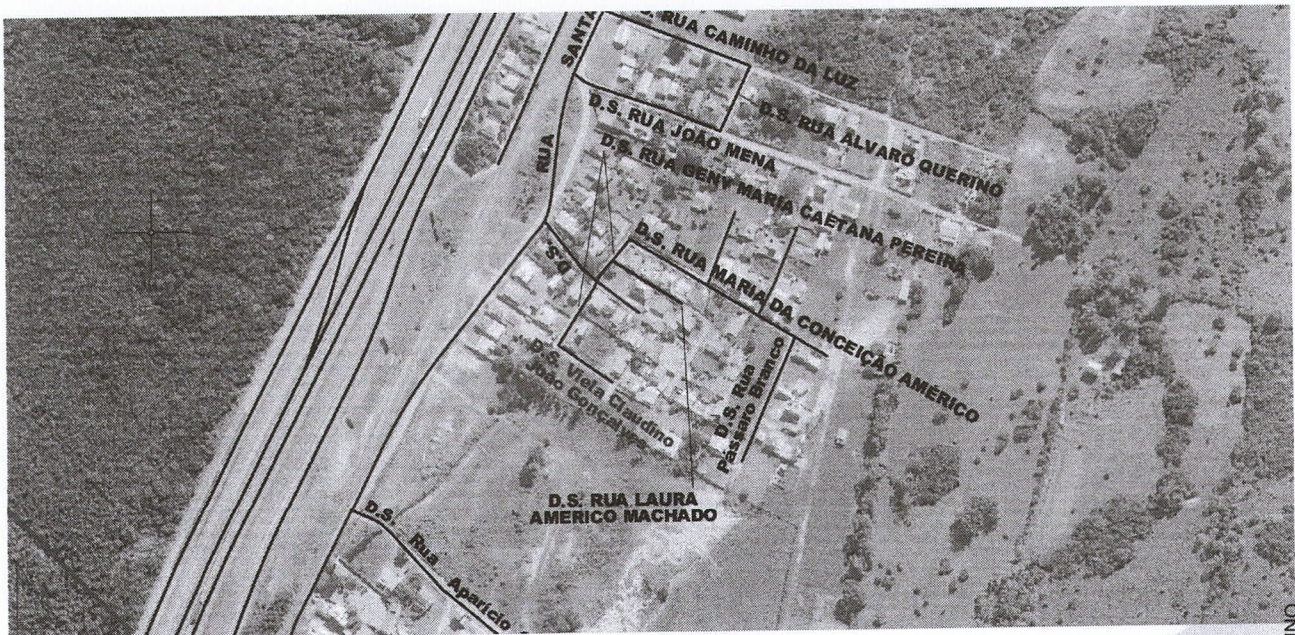 SANTA
RUA
S. RUA CAMINHO DA LUZ
D.S. RUA ALVARO QUERINO
D.S. RUA JOÃO MENA
D.S. RUA GENY MARIA CAETANA PEREIRA
D.S. RUA MARIA DA CONCEIÇÃO AMÉRICO
D.S.
D.S. Viela Claudino
João Gonçalves
D.S. Rua
Pássaro Branco
D.S. RUA LAURA
AMERICO MACHADO
D.S. Rua Aparício